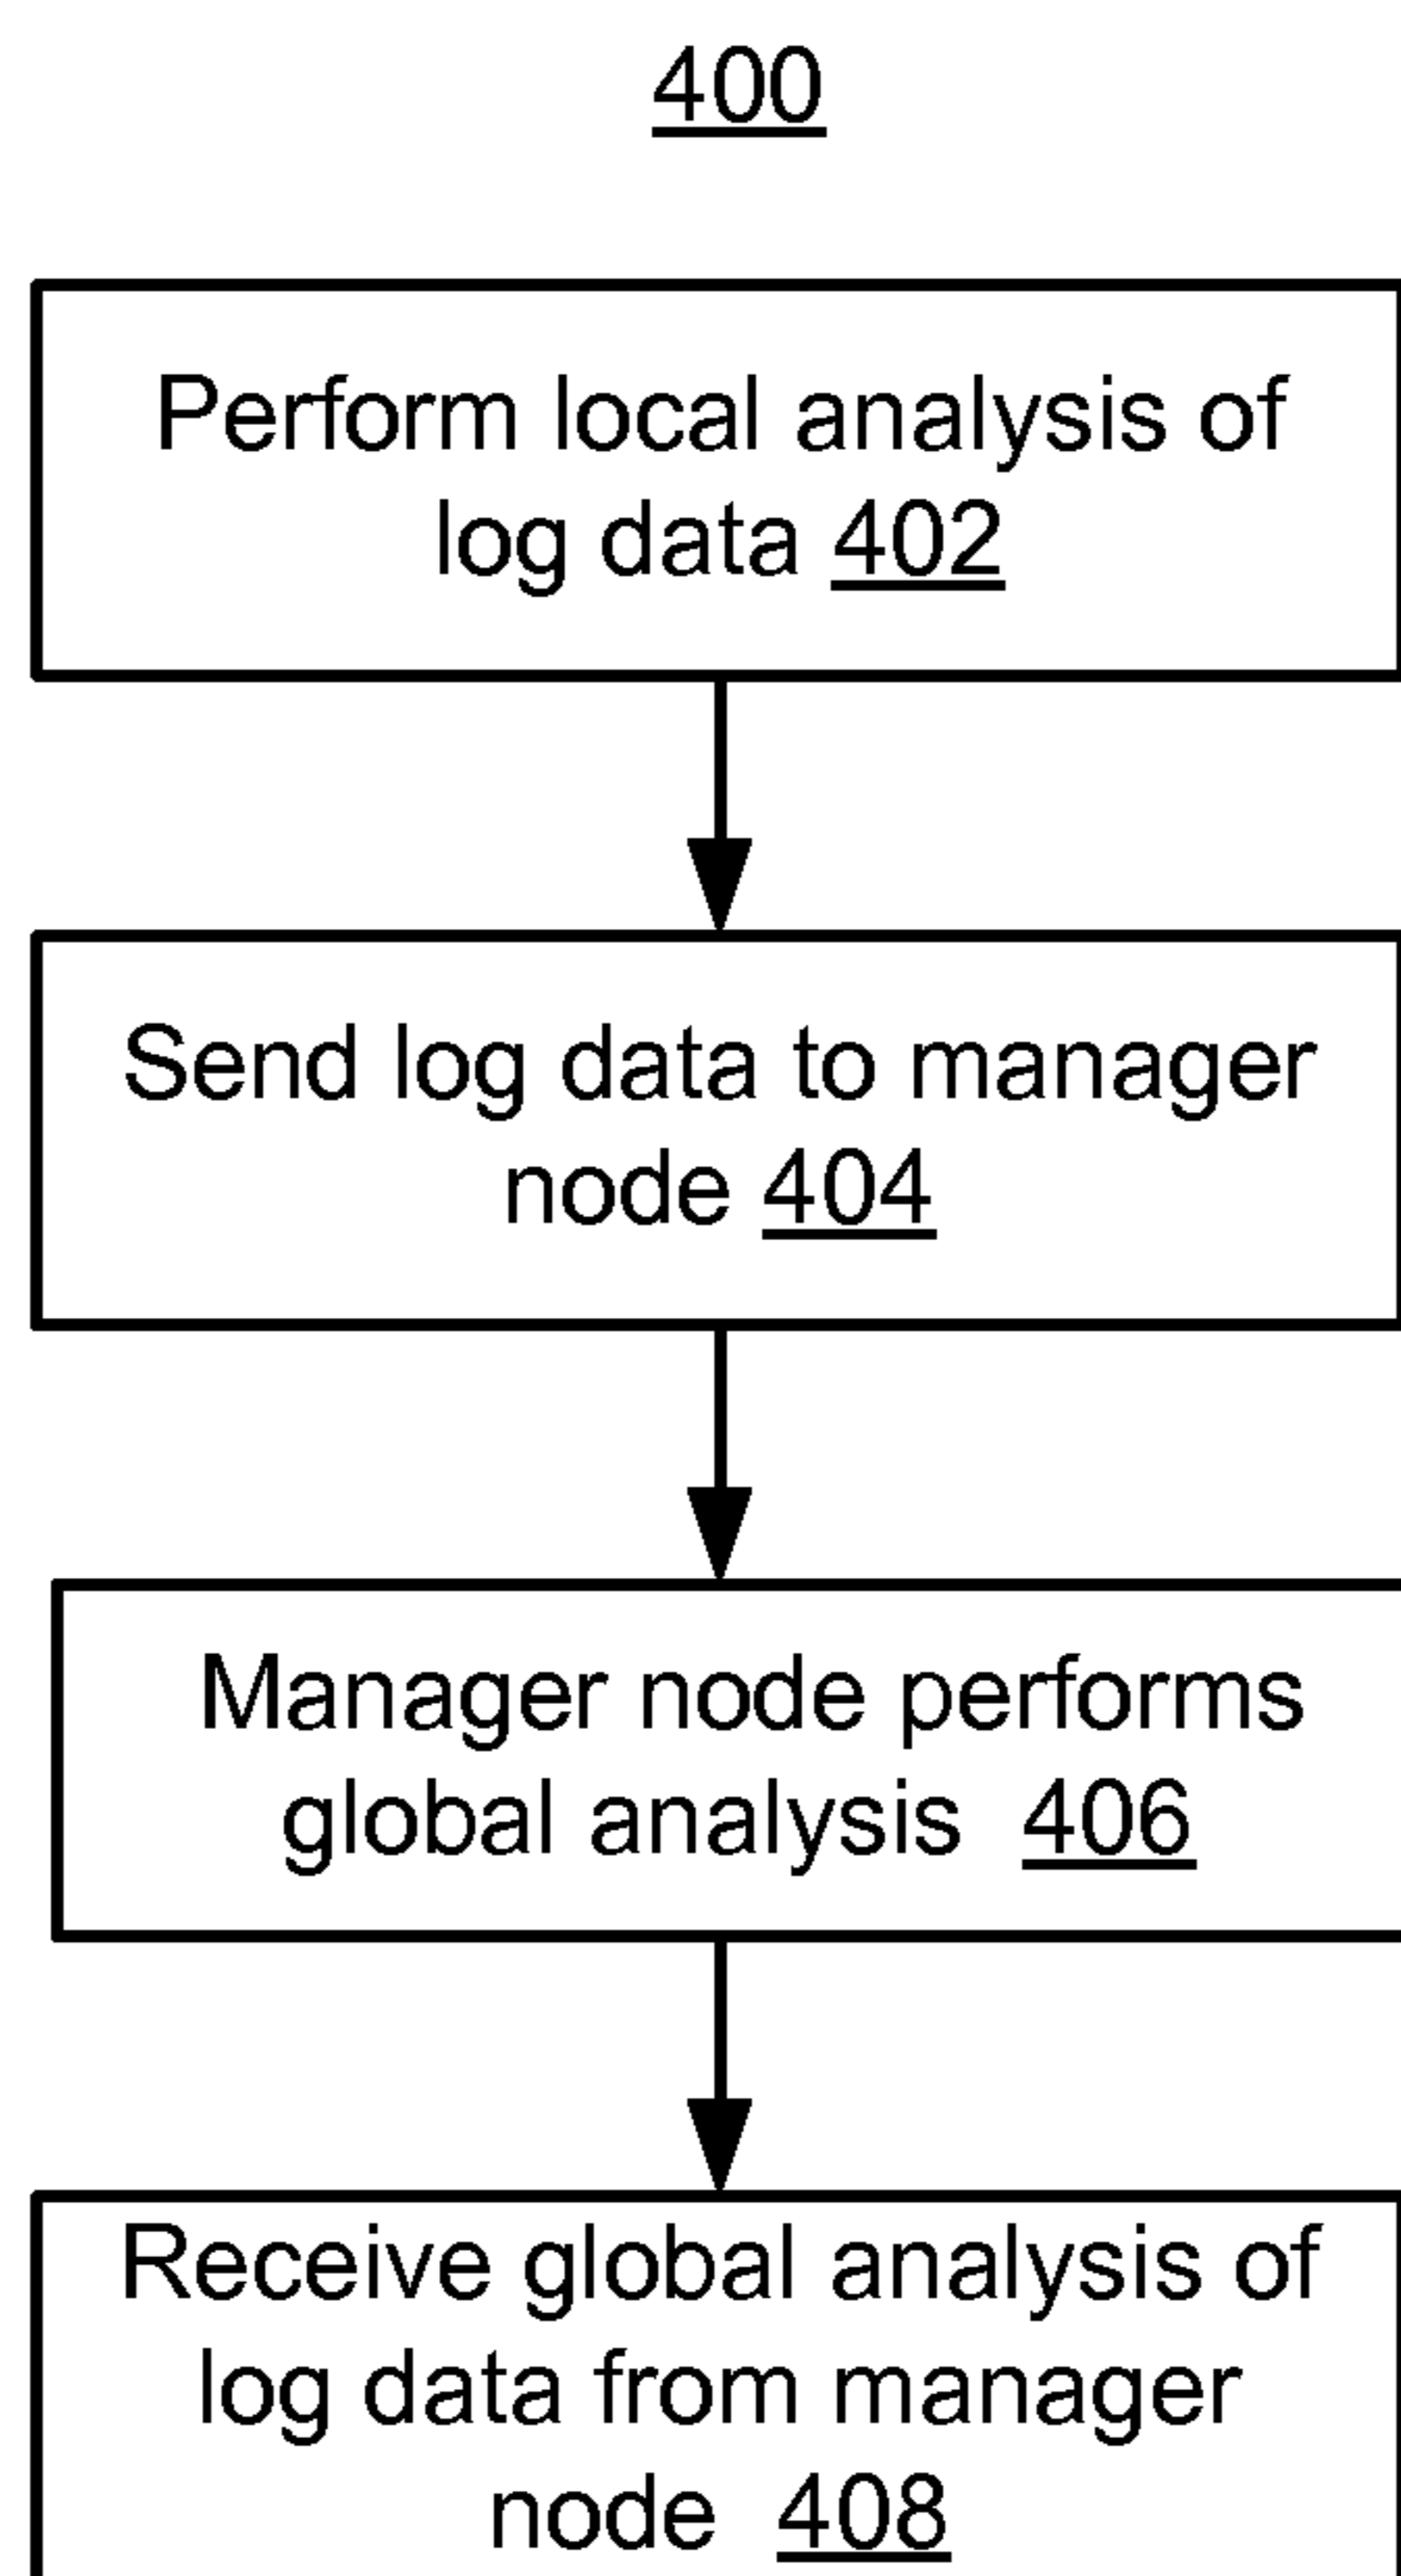 400
Perform local analysis of
log data 402
Send log data to manager
node 404
Manager node performs
global analysis 406
Receive global analysis of
log data from manager
node 408